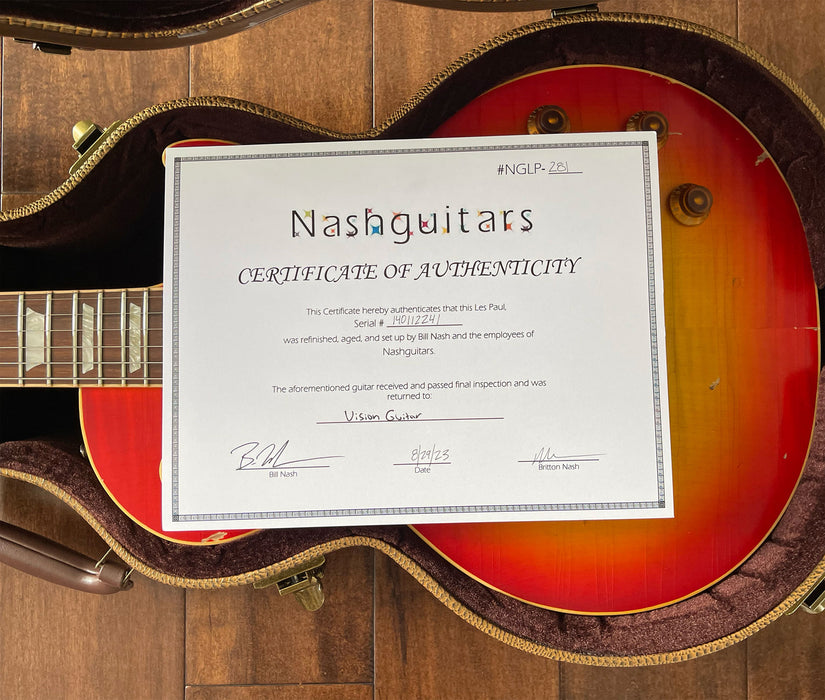 #NGLP- 281
Nashguitars
CERTIFICATE OF AUTHENTICITY
This Certificate hereby authenticates that this Les Paul,
Serial # 140112241
was refinished, aged, and set up by Bill Nash and the employees of
Nashguitars.
The aforementioned guitar received and passed final inspection and was
returned to:
Vision Guitar
8/29/23
Bill Nash Date Britton Nash